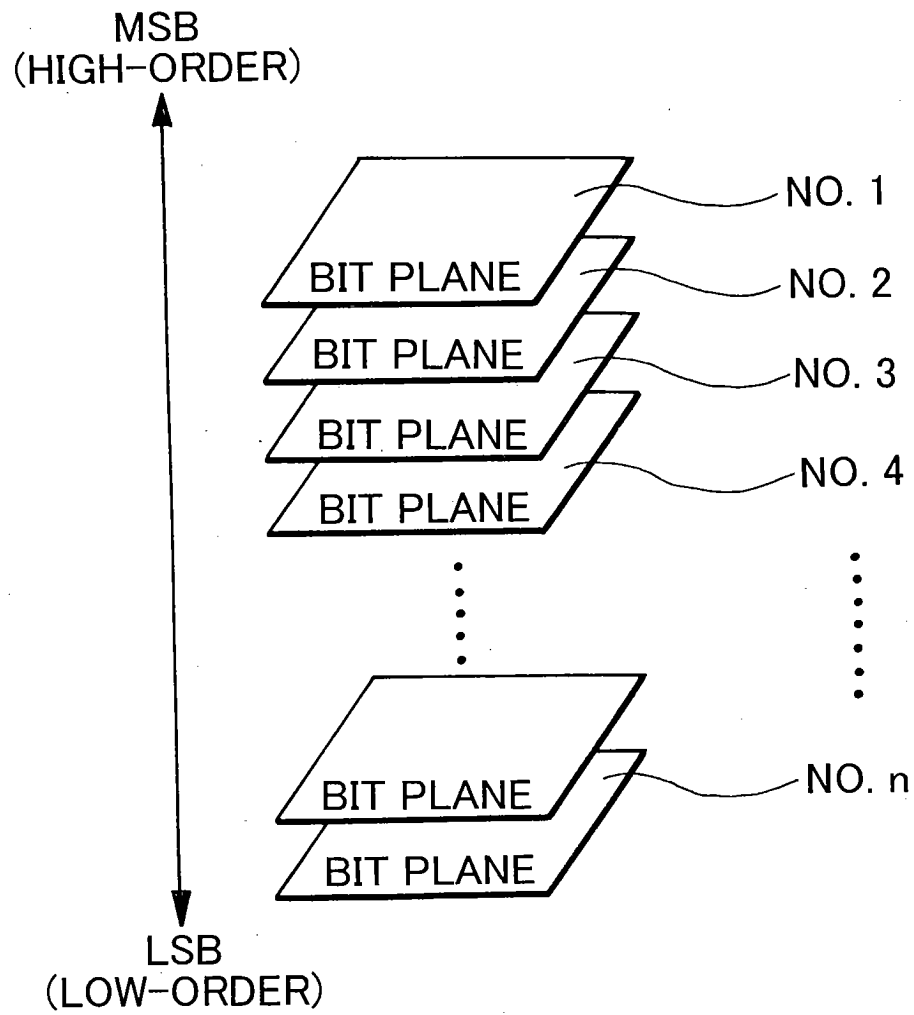 MSB
(HIGH-ORDER)
NO. 1
BIT PLANE
NO. 2
BIT PLANE
NO. 3
BIT PLANE
NO. 4
BIT PLANE
BIT PLANE
NO. n
BIT PLANE
LSB
(LOW-ORDER)